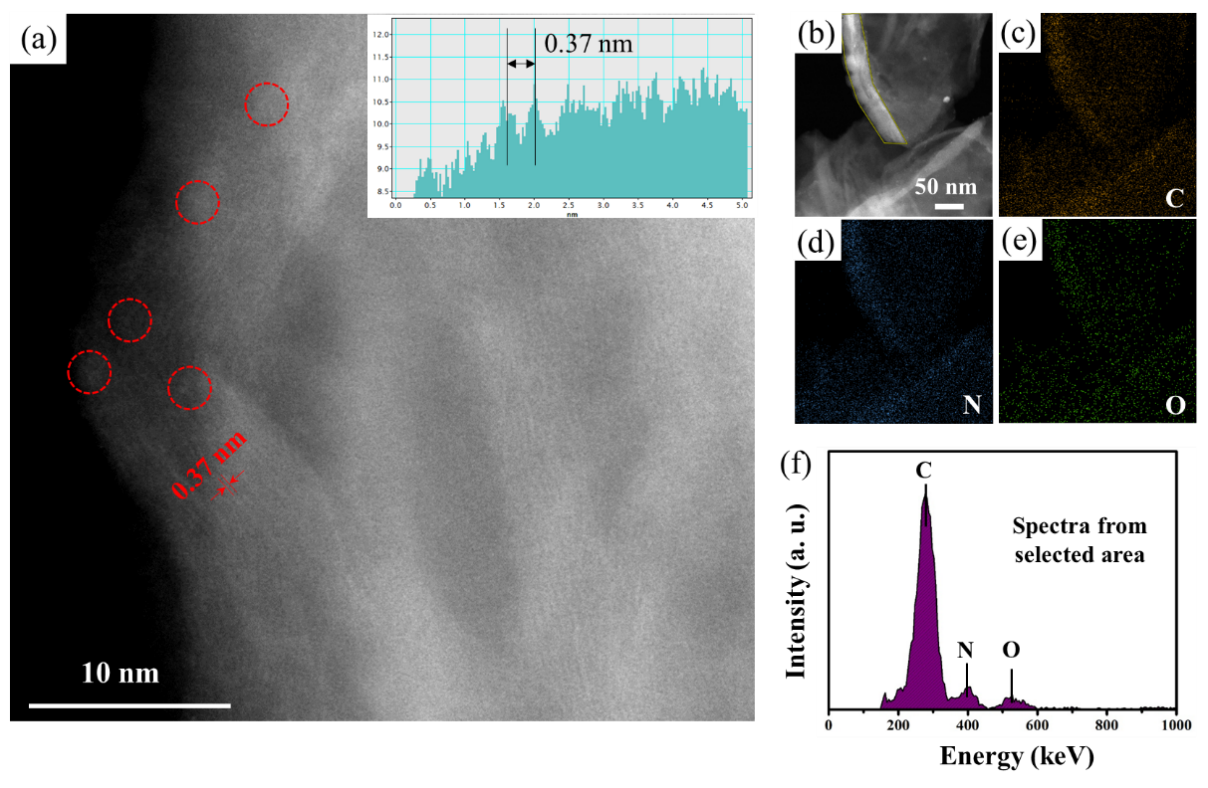 (a)
0.37 nm
12.0
11.5
11.0
10.5
10.0
9.5
9.0
8.5
0.0 0.5 1.0 1.5 2.0 2.5 3.0 3.5 4.0 4.5 5.0
nm
0.37 nm
10 nm
(b)
50 nm
(c)
C
(d)
N
(e)
O
(f)
C
N
O
Spectra from
selected area
Intensity (a. u.)
0 200 400 600 800 1000
Energy (keV)